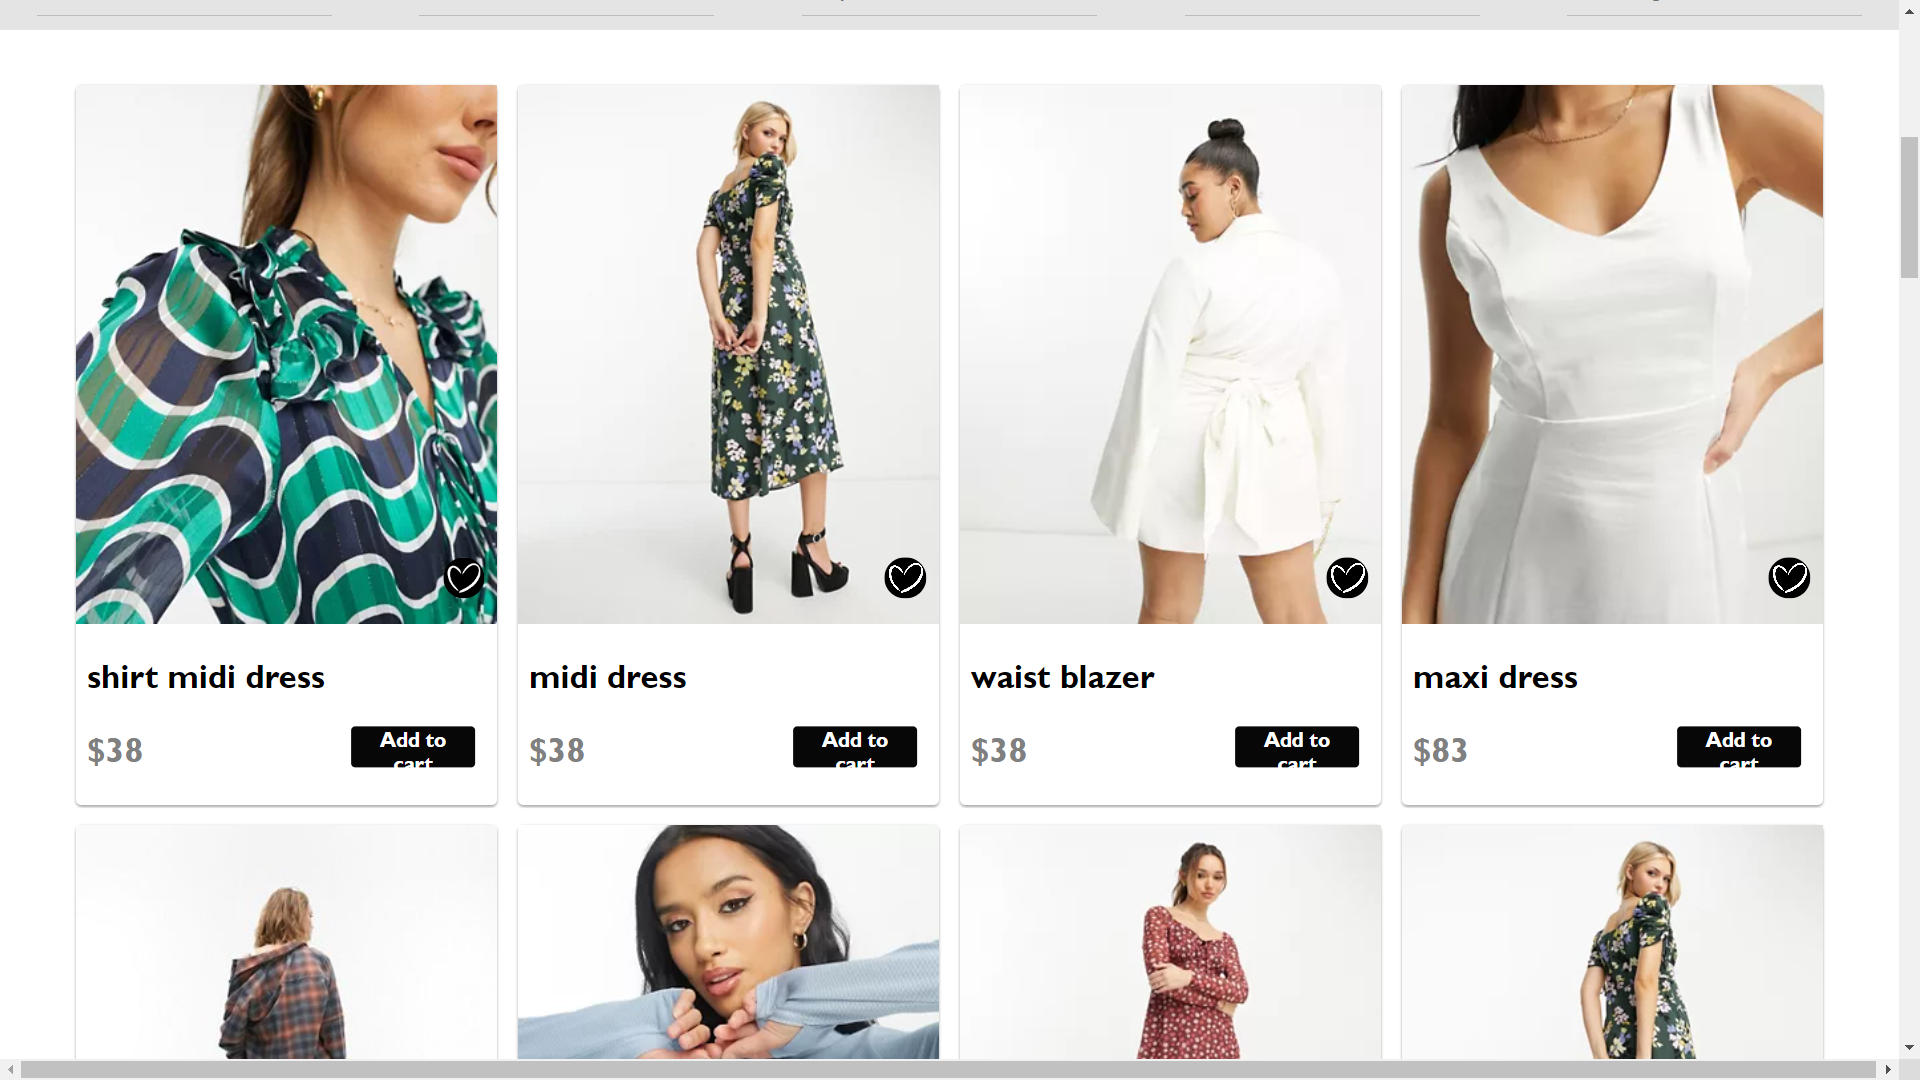 shirt midi dress
midi dress
waist blazer
maxi dress
$38
Add to
cart
$38
Add to
cart
$38
Add to
cart
$83
Add to
cart